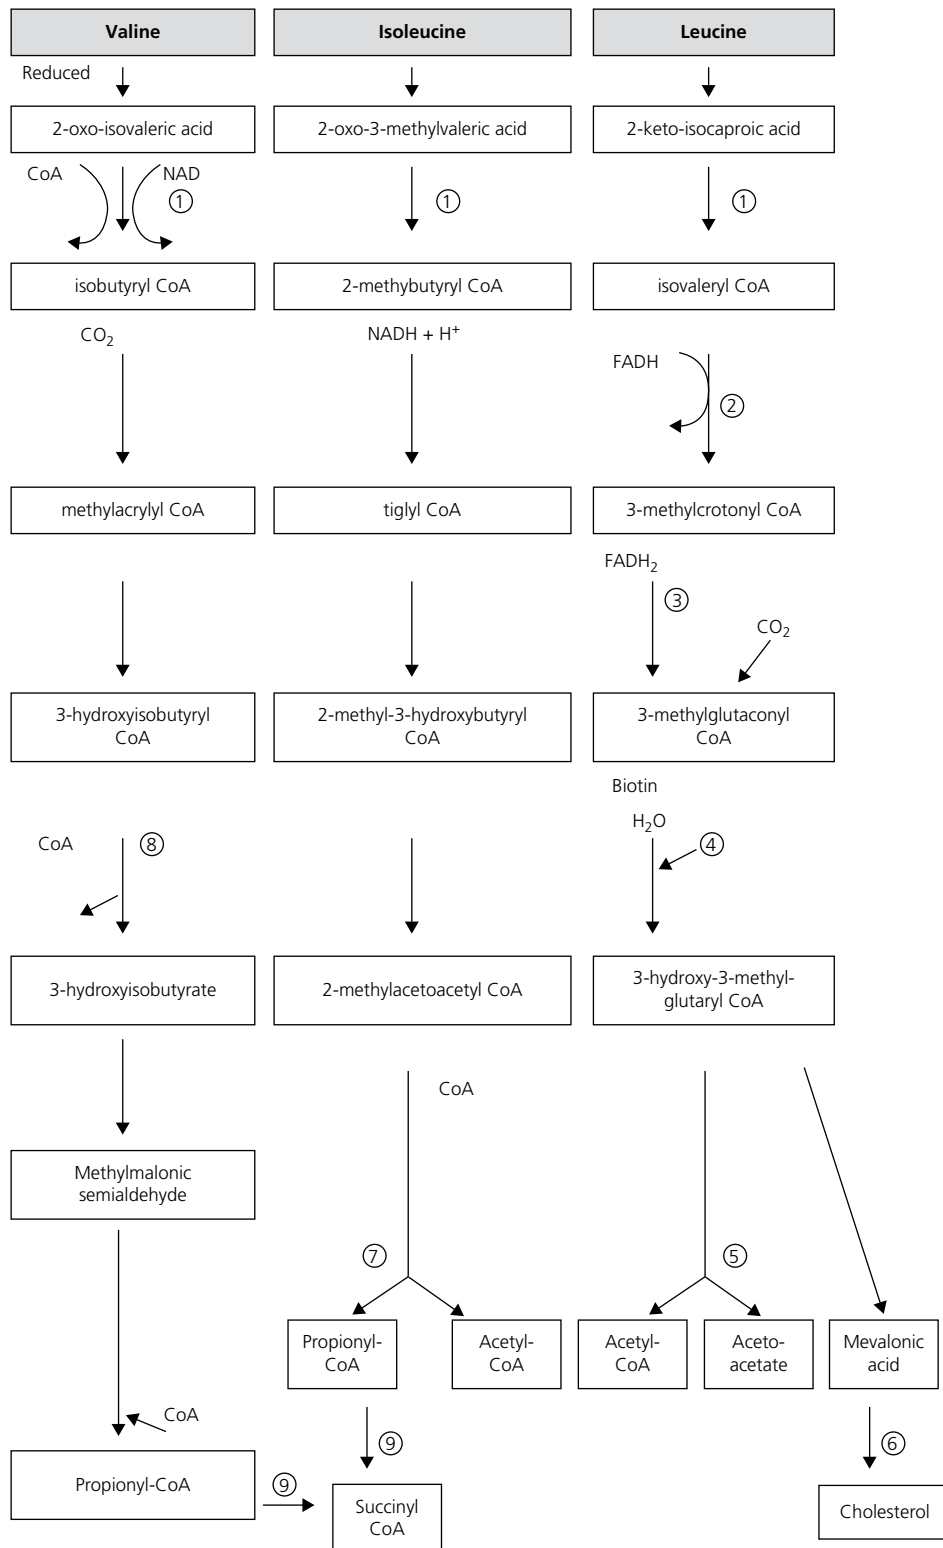 Valine
Isoleucine
Leucine
Reduced
2-oxo-isovaleric acid
2-oxo-3-methylvaleric acid
2-keto-isocaproic acid
CoA
NAD
1
1
1
isobutyryl CoA
2-methybutyryl CoA
isovaleryl CoA
CO2
NADH + H+
FADH
2
methylacrylyl CoA
tiglyl CoA
3-methylcrotonyl CoA
FADH2
3
CO2
3-hydroxyisobutyryl
CoA
2-methyl-3-hydroxybutyryl
CoA
3-methylglutaconyl
CoA
Biotin
H2O
CoA
8
4
3-hydroxyisobutyrate
2-methylacetoacetyl CoA
3-hydroxy-3-methyl-
glutaryl CoA
CoA
Methylmalonic
semialdehyde
7
5
Propionyl-
CoA
Acetyl-
CoA
Acetyl-
CoA
Aceto-
acetate
Mevalonic
acid
CoA
9
6
Propionyl-CoA
9
Succinyl
CoA
Cholesterol